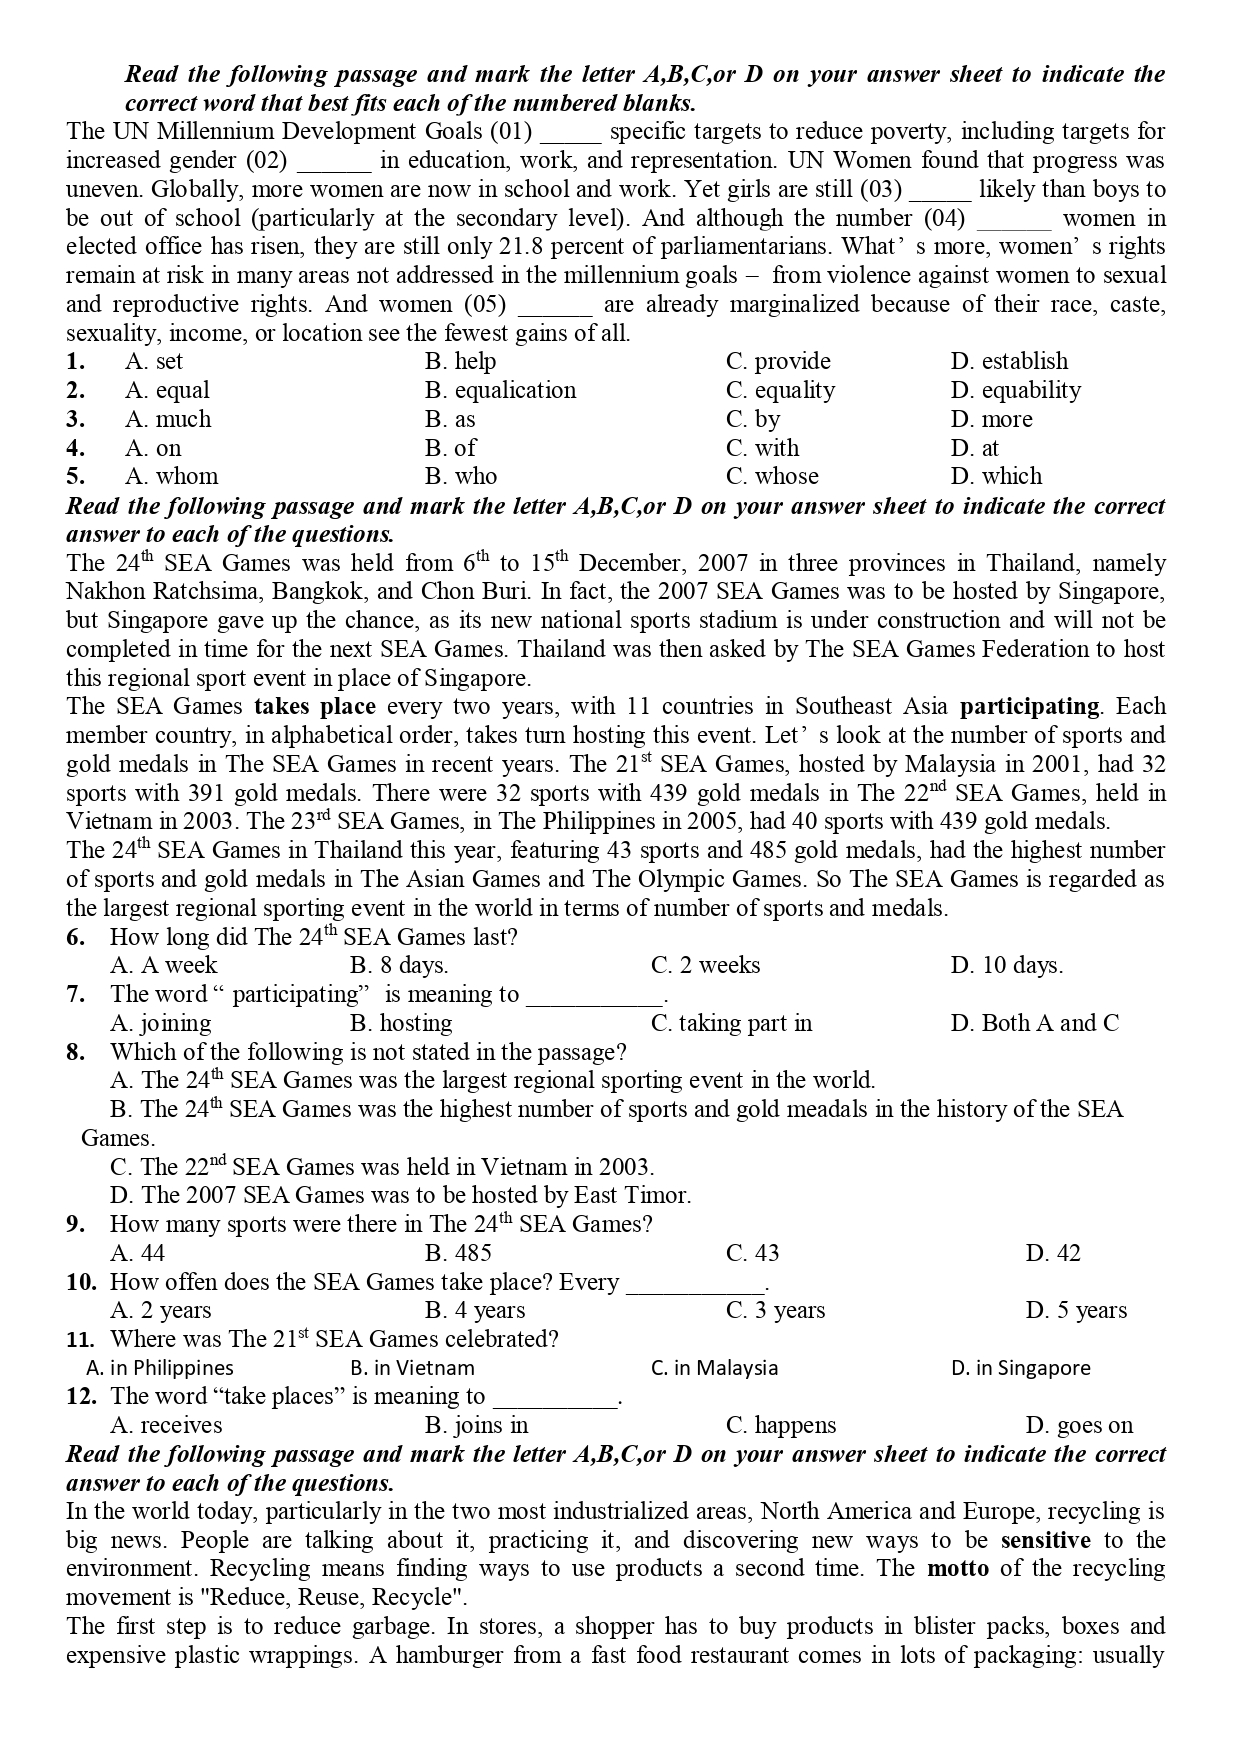 Read the following passage and mark the letter A,B,C,or D on your answer sheet to indicate the
correct word that best fits each of the numbered blanks.
The UN Millennium Development Goals (01) _____ specific targets to reduce poverty, including targets for
increased gender (02) ______ in education, work, and representation. UN Women found that progress was
uneven. Globally, more women are now in school and work. Yet girls are still (03) _____ likely than boys to
be out of school (particularly at the secondary level). And although the number (04) ______ women in
elected office has risen, they are still only 21.8 percent of parliamentarians. What’ s more, women’ s rights
remain at risk in many areas not addressed in the millennium goals – from violence against women to sexual
and reproductive rights. And women (05) ______ are already marginalized because of their race, caste,
sexuality, income, or location see the fewest gains of all.
1. A. set B. help C. provide D. establish
2. A. equal B. equalication C. equality D. equability
3. A. much B. as C. by D. more
4. A. on B. of C. with D. at
5. A. whom B. who C. whose D. which
Read the following passage and mark the letter A,B,C,or D on your answer sheet to indicate the correct
answer to each of the questions.
The 24th SEA Games was held from 6th to 15th December, 2007 in three provinces in Thailand, namely
Nakhon Ratchsima, Bangkok, and Chon Buri. In fact, the 2007 SEA Games was to be hosted by Singapore,
but Singapore gave up the chance, as its new national sports stadium is under construction and will not be
completed in time for the next SEA Games. Thailand was then asked by The SEA Games Federation to host
this regional sport event in place of Singapore.
The SEA Games takes place every two years, with 11 countries in Southeast Asia participating. Each
member country, in alphabetical order, takes turn hosting this event. Let’ s look at the number of sports and
gold medals in The SEA Games in recent years. The 21st SEA Games, hosted by Malaysia in 2001, had 32
sports with 391 gold medals. There were 32 sports with 439 gold medals in The 22nd SEA Games, held in
Vietnam in 2003. The 23rd SEA Games, in The Philippines in 2005, had 40 sports with 439 gold medals.
The 24th SEA Games in Thailand this year, featuring 43 sports and 485 gold medals, had the highest number
of sports and gold medals in The Asian Games and The Olympic Games. So The SEA Games is regarded as
the largest regional sporting event in the world in terms of number of sports and medals.
6. How long did The 24th SEA Games last?
A. A week B. 8 days. C. 2 weeks D. 10 days.
7. The word “ participating” is meaning to ___________.
A. joining B. hosting C. taking part in D. Both A and C
8. Which of the following is not stated in the passage?
A. The 24th SEA Games was the largest regional sporting event in the world.
B. The 24th SEA Games was the highest number of sports and gold meadals in the history of the SEA
Games.
C. The 22nd SEA Games was held in Vietnam in 2003.
D. The 2007 SEA Games was to be hosted by East Timor.
9. How many sports were there in The 24th SEA Games?
A. 44 B. 485 C. 43 D. 42
10. How offen does the SEA Games take place? Every ___________.
A. 2 years B. 4 years C. 3 years D. 5 years
11. Where was The 21st SEA Games celebrated?
A. in Philippines B. in Vietnam C. in Malaysia D. in Singapore
12. The word “take places” is meaning to __________.
A. receives B. joins in C. happens D. goes on
Read the following passage and mark the letter A,B,C,or D on your answer sheet to indicate the correct
answer to each of the questions.
In the world today, particularly in the two most industrialized areas, North America and Europe, recycling is
big news. People are talking about it, practicing it, and discovering new ways to be sensitive to the
environment. Recycling means finding ways to use products a second time. The motto of the recycling
movement is "Reduce, Reuse, Recycle".
The first step is to reduce garbage. In stores, a shopper has to buy products in blister packs, boxes and
expensive plastic wrappings. A hamburger from a fast food restaurant comes in lots of packaging: usually